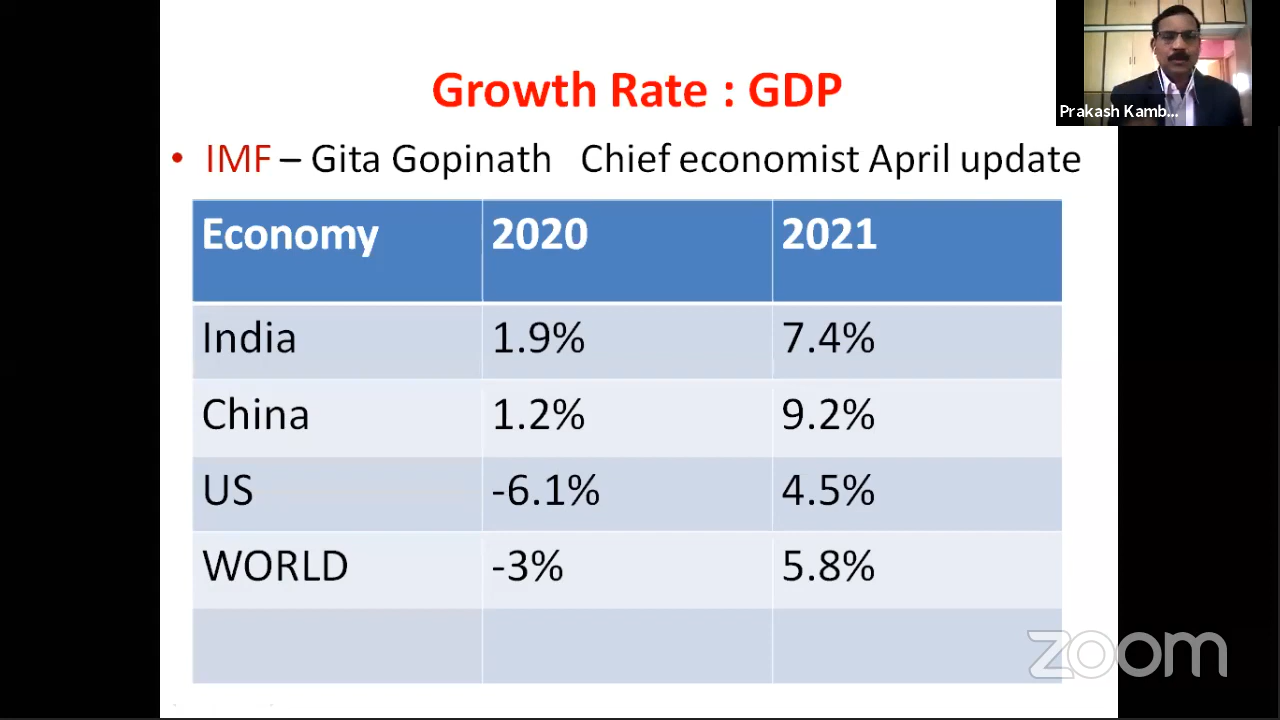 Growth Rate : GDP
Prakash Kamb...
• IMF – Gita Gopinath Chief economist April update
Economy 2020 2021
India 1.9% 7.4%
China 1.2% 9.2%
US -6.1% 4.5%
WORLD -3% 5.8%
zoom